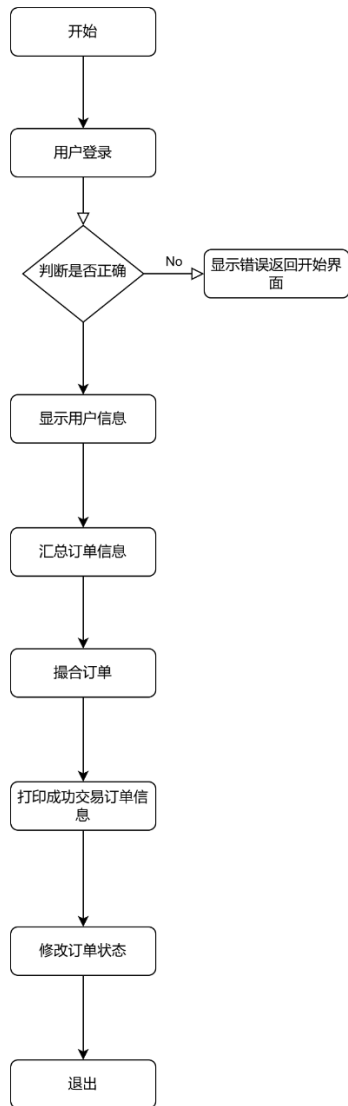 开始
用户登录
判断是否正确
No
显示错误返回开始界
面
显示用户信息
汇总订单信息
撮合订单
打印成功交易订单信
息
修改订单状态
退出